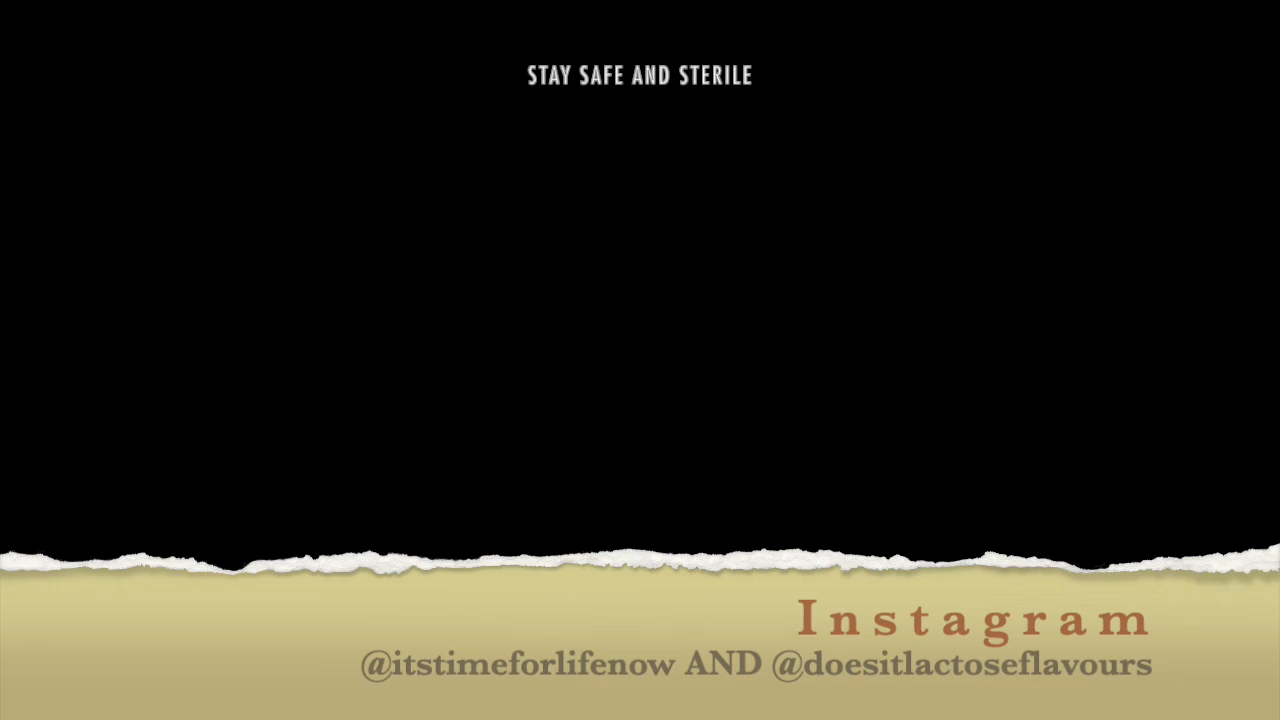 STAY SAFE AND STERILE
Instagram
@itstimeforlifenow AND @doesitlactoseflavours